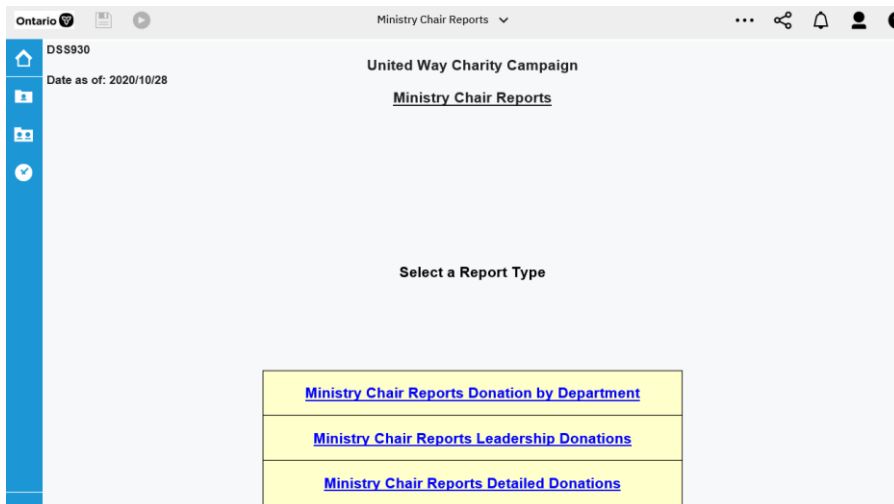 Ontario
Ministry Chair Reports
DSS930
Date as of: 2020/10/28
United Way Charity Campaign
Ministry Chair Reports
Select a Report Type
Ministry Chair Reports Donation by Department
Ministry Chair Reports Leadership Donations
Ministry Chair Reports Detailed Donations